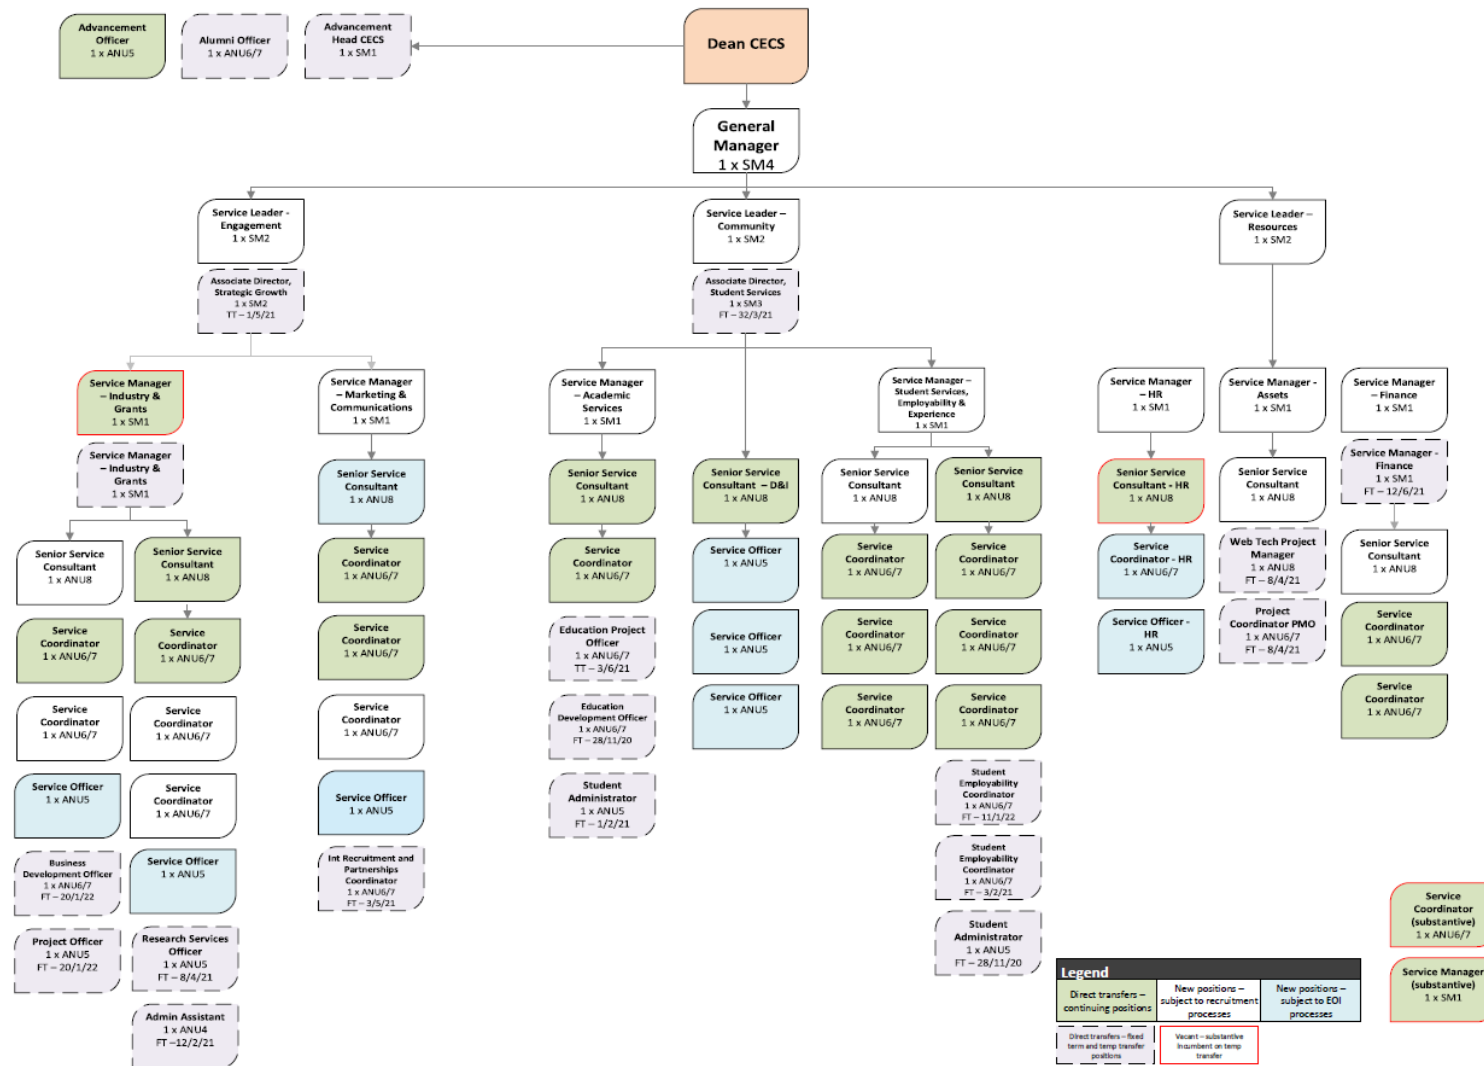 Advancement
Officer
1 x ANU5
Alumni Officer
1 x ANU6/7
Advancement
Head CECS
1 x SM1
Dean CECS
General
Manager
1 x SM4
Service Leader -
Engagement
1 x SM2
Service Leader –
Community
1 x SM2
Service Leader –
Resources
1 x SM2
Associate Director,
Strategic Growth
1 x SM2
TT – 1/5/21
Associate Director,
Student Services
1 x SM3
FT – 32/3/21
Service Manager
– Industry &
Grants
1 x SM1
Service Manager
– Marketing &
Communications
1 x SM1
Service Manager
– Academic
Services
1 x SM1
Service Manager –
Student Services,
Employability &
Experience
1 x SM1
Service Manager
– HR
1 x SM1
Service Manager -
Assets
1 x SM1
Service Manager
– Finance
1 x SM1
Service Manager
– Industry &
Grants
1 x SM1
Senior Service
Consultant
1 x ANU8
Senior Service
Consultant
1 x ANU8
Senior Service
Consultant – D&I
1 x ANU8
Senior Service
Consultant
1 x ANU8
Senior Service
Consultant
1 x ANU8
Senior Service
Consultant - HR
1 x ANU8
Senior Service
Consultant
1 x ANU8
Service Manager -
Finance
1 x SM1
FT – 12/6/21
Senior Service
Consultant
1 x ANU8
Senior Service
Consultant
1 x ANU8
Service
Coordinator
1 x ANU6/7
Service
Coordinator
1 x ANU6/7
Service Officer
1 x ANU5
Service
Coordinator
1 x ANU6/7
Service
Coordinator
1 x ANU6/7
Service
Coordinator - HR
1 x ANU6/7
Web Tech Project
Manager
1 x ANU8
FT – 8/4/21
Senior Service
Consultant
1 x ANU8
Service
Coordinator
1 x ANU6/7
Service
Coordinator
1 x ANU6/7
Service
Coordinator
1 x ANU6/7
Education Project
Officer
1 x ANU6/7
TT – 3/6/21
Service Officer
1 x ANU5
Service
Coordinator
1 x ANU6/7
Service
Coordinator
1 x ANU6/7
Service Officer -
HR
1 x ANU5
Project
Coordinator PMO
1 x ANU6/7
FT – 8/4/21
Service
Coordinator
1 x ANU6/7
Service
Coordinator
1 x ANU6/7
Service
Coordinator
1 x ANU6/7
Service
Coordinator
1 x ANU6/7
Education
Development Officer
1 x ANU6/7
FT – 28/11/20
Service Officer
1 x ANU5
Service
Coordinator
1 x ANU6/7
Service
Coordinator
1 x ANU6/7
Service
Coordinator
1 x ANU6/7
Service Officer
1 x ANU5
Service
Coordinator
1 x ANU6/7
Service Officer
1 x ANU5
Student
Administrator
1 x ANU5
FT – 1/2/21
Student
Employability
Coordinator
1 x ANU6/7
FT – 11/1/22
Business
Development Officer
1 x ANU6/7
FT – 20/1/22
Service Officer
1 x ANU5
Int Recruitment and
Partnerships
Coordinator
1 x ANU6/7
FT – 3/5/21
Student
Employability
Coordinator
1 x ANU6/7
FT – 3/2/21
Project Officer
1 x ANU5
FT – 20/1/22
Research Services
Officer
1 x ANU5
FT – 8/4/21
Student
Administrator
1 x ANU5
FT – 28/11/20
Admin Assistant
1 x ANU4
FT –12/2/21
Service
Coordinator
(substantive)
1 x ANU6/7
Service Manager
(substantive)
1 x SM1
Legend
Direct transfers –
continuing positions
New positions –
subject to recruitment
processes
New positions –
subject to EOI
processes
Direct transfers – fixed
term and temp transfer
positions
Vacant – substantive
incumbent on temp
transfer